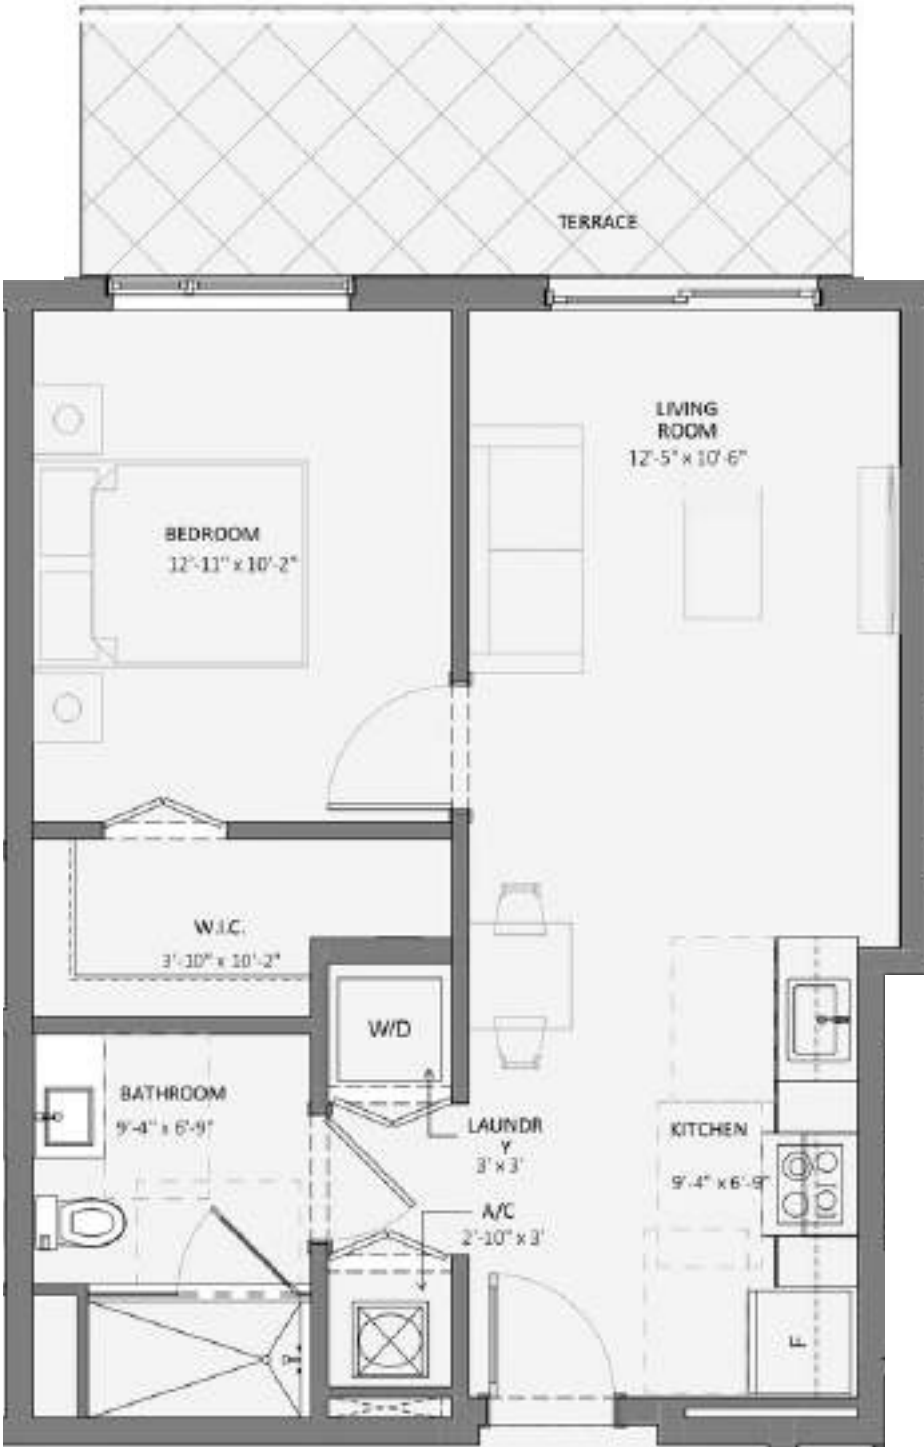 TERRACE
LIVING
ROOM
12'-5" x 10'-6"
BEDROOM
12'-11" x 10'-2"
W.I.C.
3'-10" x 10'-2"
W/D
BATHROOM
9'-4" x 6'-9"
LAUNDR
Y
3' x 3'
KITCHEN
9'-4" x 6'-9"
A/C
2'-10" x 3'
F